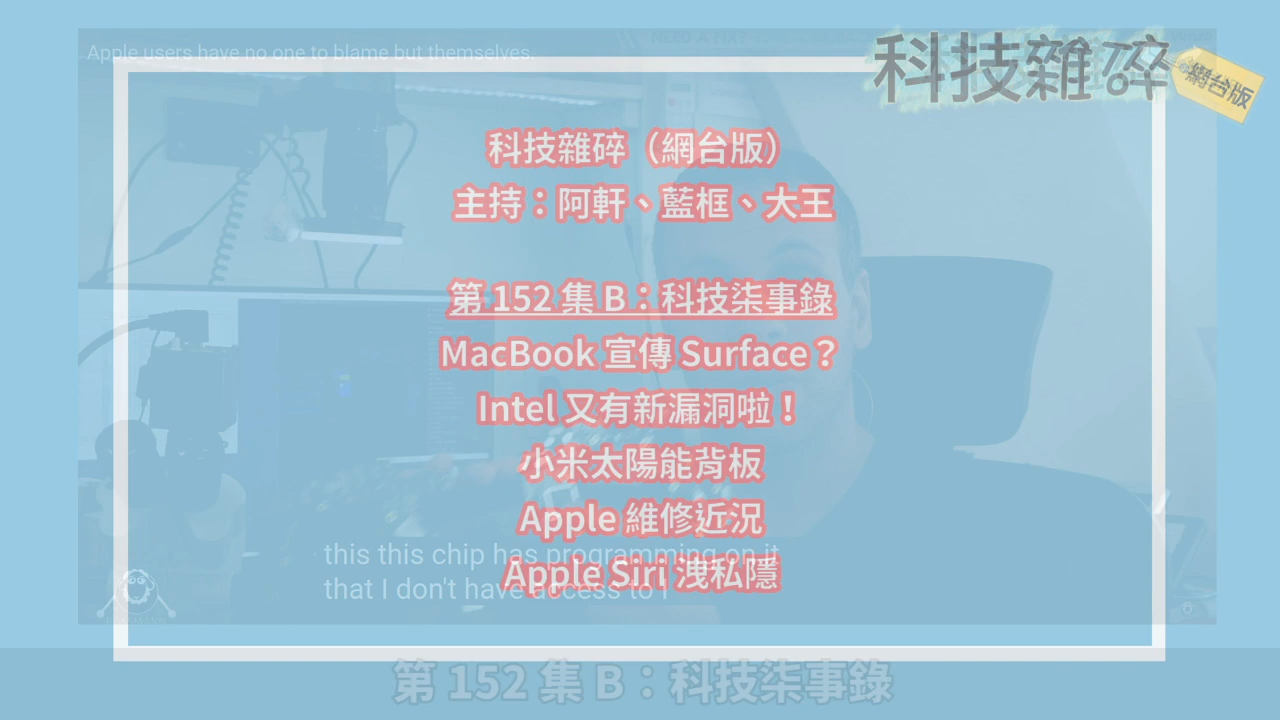 Apple users have no one to blame but themselves.
科技雜碎
網台版
科技雜碎（網台版）
主持：阿軒、藍框、大王
第 152 集 B：科技柒事錄
MacBook 宣傳 Surface？
Intel 又有新漏洞啦！
小米太陽能背板
Apple 維修近況
Apple Siri 洩私隱
this this chip has programming on it
that I don't have access to I
第 152 集 B：科技柒事錄